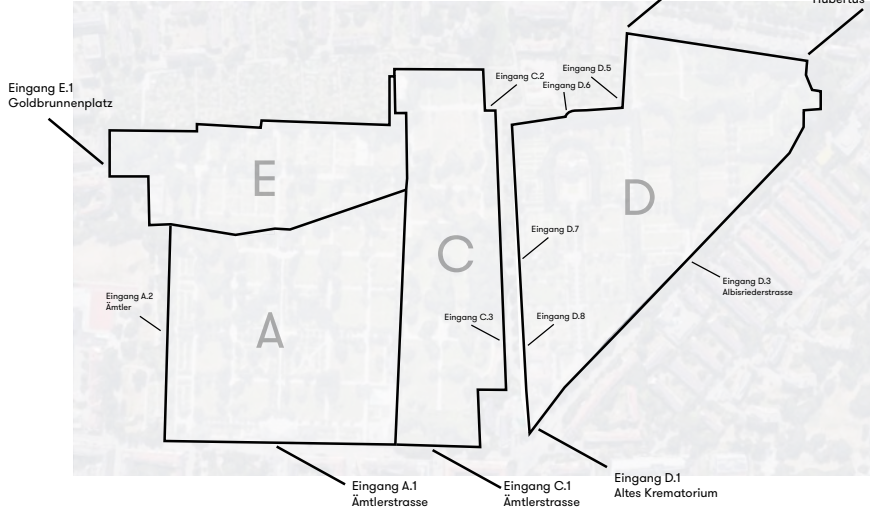 Hubertus
Eingang C.2
Eingang D.5
Eingang D.6
Eingang E.1
Goldbrunnenplatz
E
D
C
Eingang D.7
Eingang D.3
Albisriederstrasse
Eingang A.2
Ämtler
A
Eingang C.3
Eingang D.8
Eingang D.1
Altes Krematorium
Eingang A.1
Ämtlerstrasse
Eingang C.1
Ämtlerstrasse